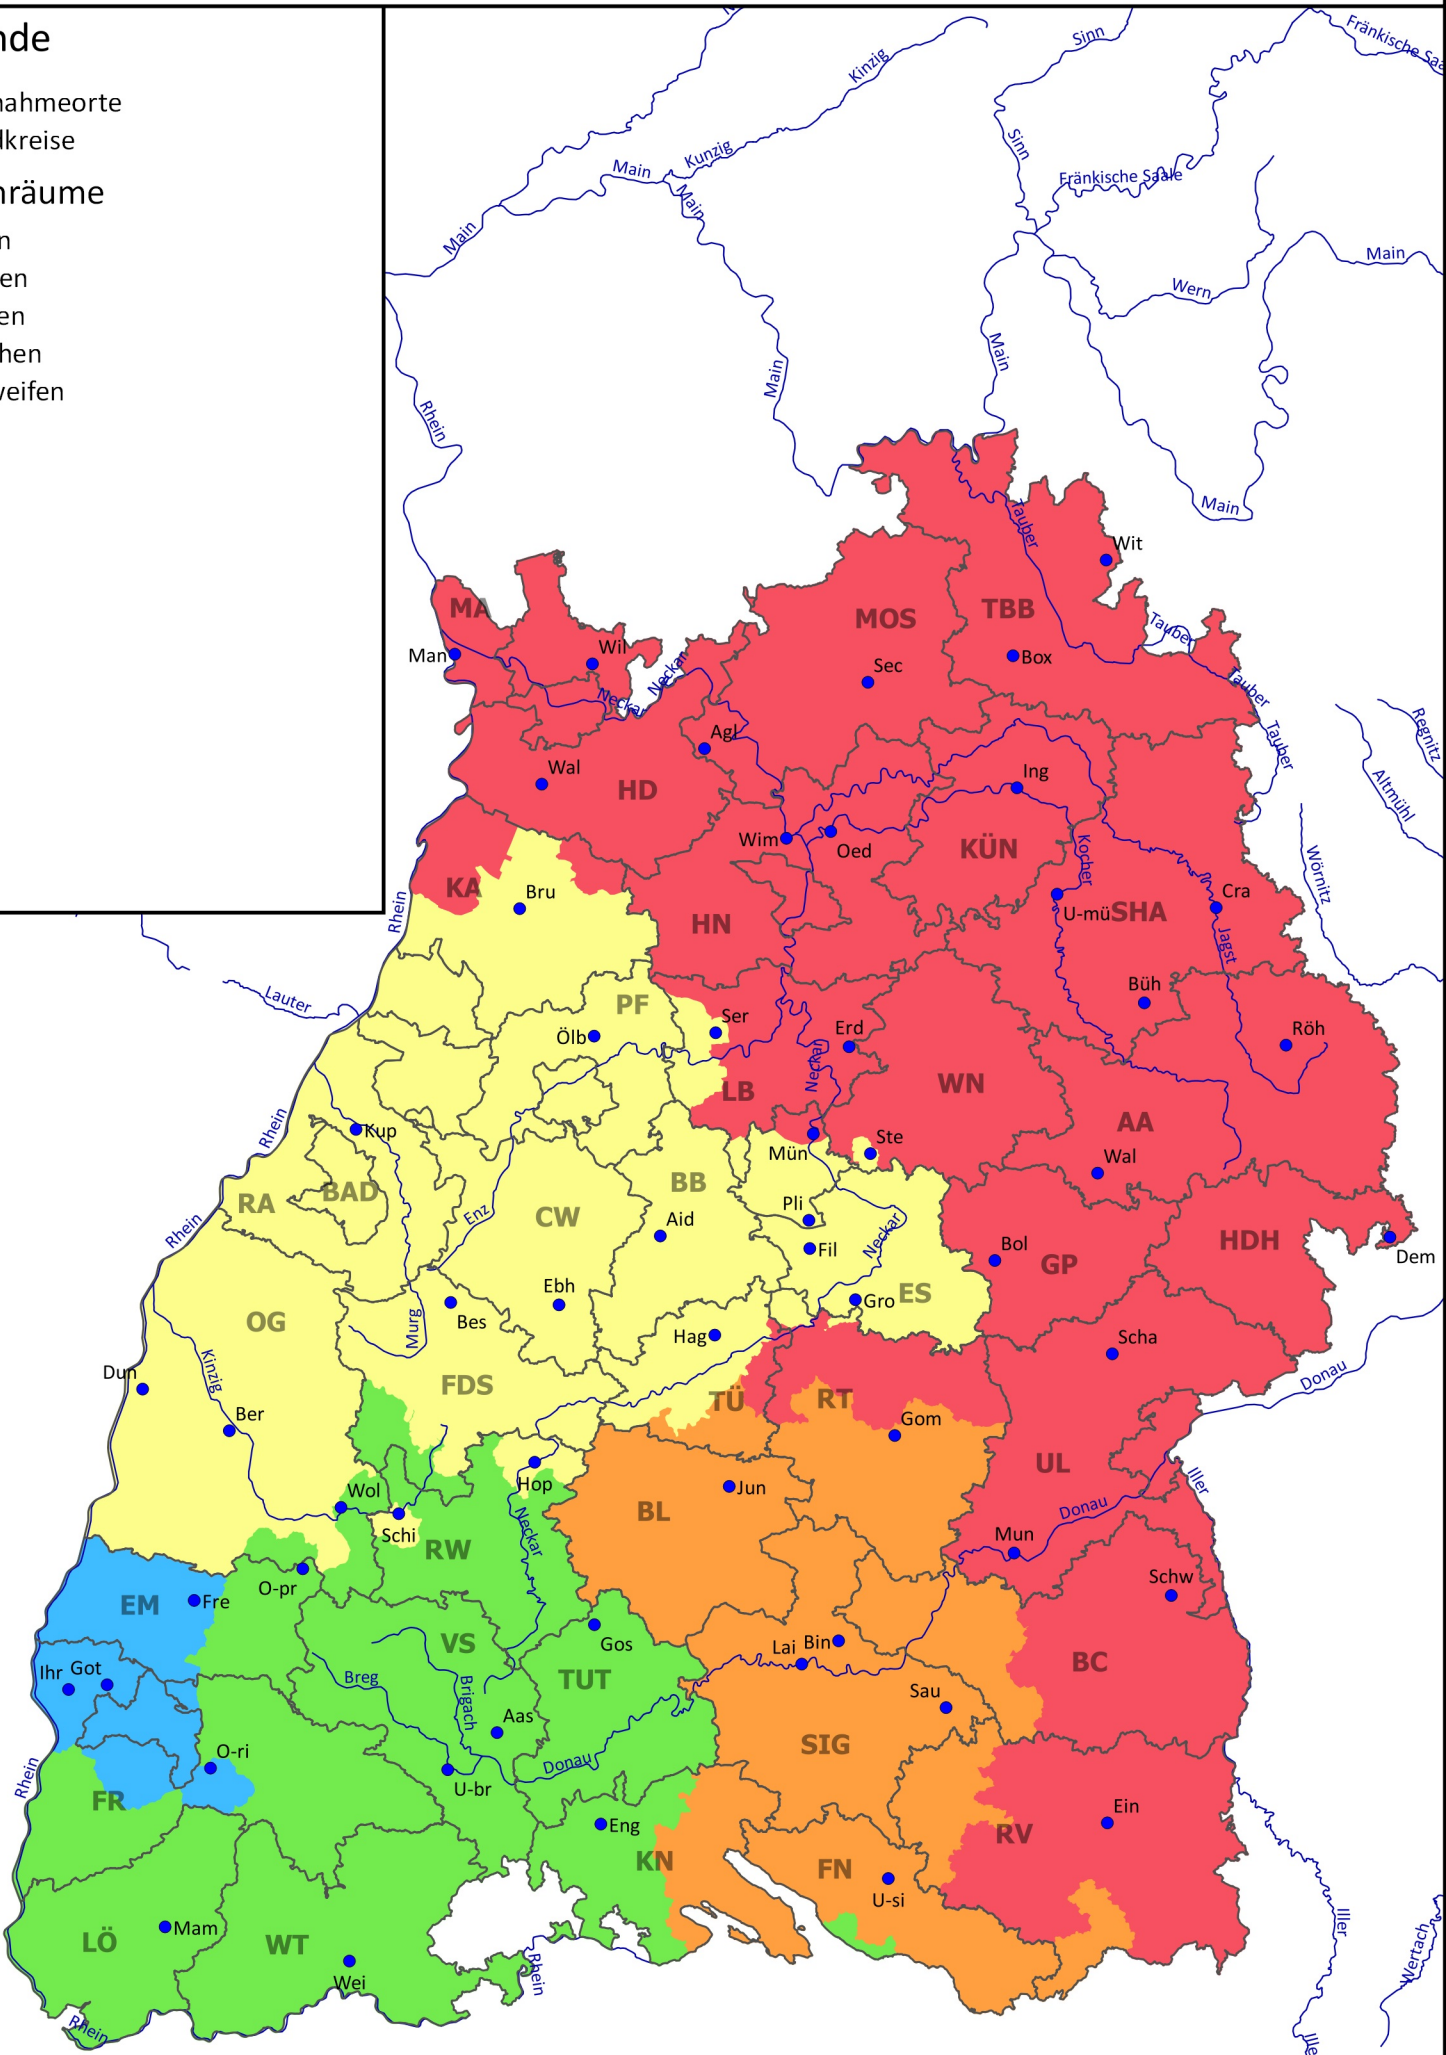 nde
nahmeorte
dkreise
nräume
n
en
en
hen
weifen
Kinzig
Sinn
Fränkische Saa
Kunzig
Sinn
Main
Main
Fränkische Saale
Main
Main
Wern
Main
Main
Rhein
Main
Tauber
Wit
MA
MOS
TBB
Tauber
Man
Wil
Neckar
Sec
Box
Neckar
Tauber
Regnitz
Agl
Tauber
Wal
HD
Ing
Altmühl
Wim
Oed
KÜN
Kocher
Wörnitz
KA
Bru
Cra
Rhein
HN
U-mü
SHA
Jagst
Lauter
PF
Büh
Ölb
Ser
Erd
Röh
Neckar
LB
WN
Rhein
Kup
AA
Mün
Ste
Wal
RA
BAD
BB
Enz
CW
Aid
Pli
Rhein
Fil
Neckar
Bol
GP
HDH
Dem
Ebh
ES
OG
Bes
Gro
Murg
Hag
Scha
Kinzig
Dun
Donau
FDS
TÜ
RT
Ber
Gom
Hop
UL
Iller
Wol
Jun
BL
Donau
Schi
Neckar
Mun
RW
O-pr
Schw
EM
Fre
VS
Gos
Lai
Bin
Ihr
Got
Breg
TUT
BC
Brigach
Sau
Aas
SIG
O-ri
Donau
Rhein
U-br
FR
Eng
Ein
RV
KN
FN
U-si
Mam
LÖ
WT
Iller
Wertach
Rhein
Wei
Rhein
Ille